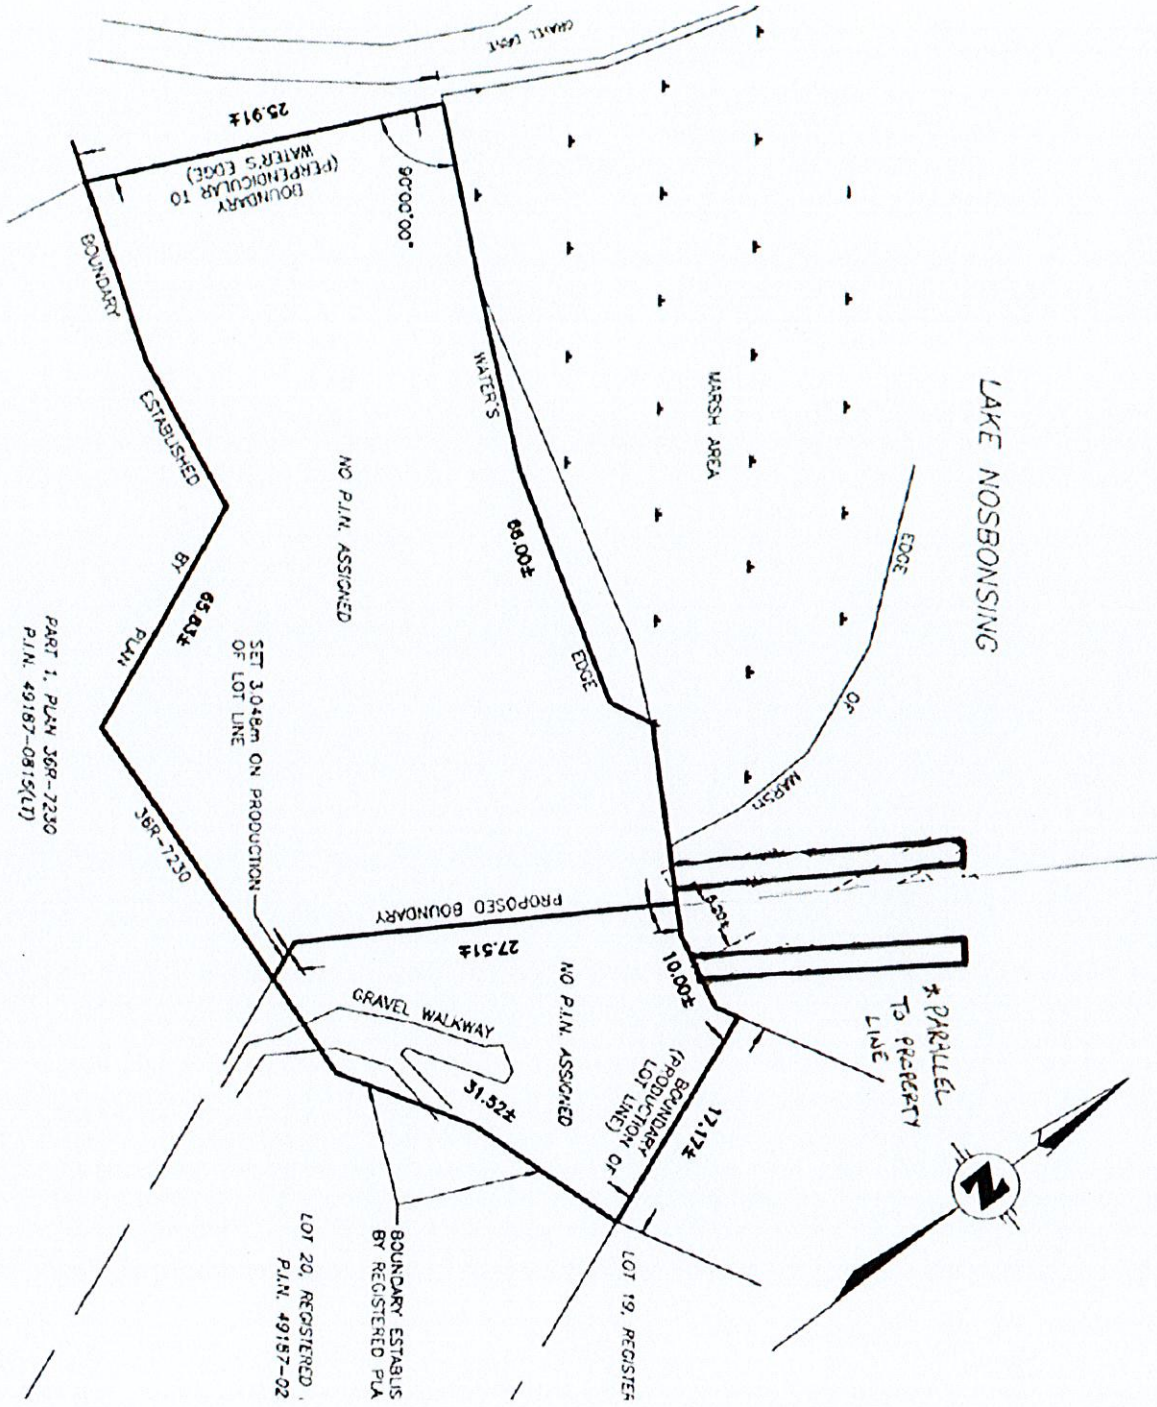 GRAVEL LANE
25.91±
BOUNDARY
(PERPENDICULAR TO
WATER'S EDGE)
90°00'00"
LAKE NOSBONSING
MARSH AREA
EDGE
OF
MARSH
WATER'S
66.00±
EDGE
BOUNDARY
ESTABLISHED
BY
65.83±
PLAN
36R-7230
NO P.I.N. ASSIGNED
SET 3.048m ON PRODUCTION
OF LOT LINE
PART 1, PLAN 36R-7230
P.I.N. 49187-0815(LT)
PROPOSED BOUNDARY
27.51±
10.00±
* PARALLEL
TO PROPERTY
LINE
NO P.I.N. ASSIGNED
GRAVEL WALKWAY
31.52±
BOUNDARY
(PRODUCTION OF
LOT LINE)
17.17±
N
LOT 19, REGISTER
BOUNDARY ESTABLIS
BY REGISTERED PLA
LOT 20, REGISTERED
P.I.N. 49187-02